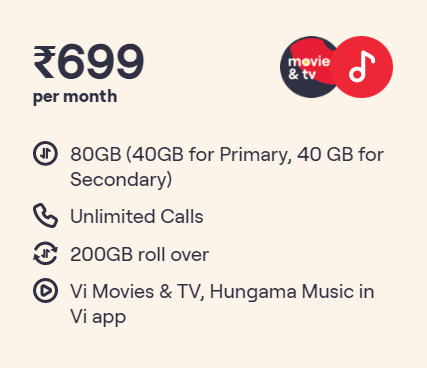 ₹699
per month
movie
& tv
80GB (40GB for Primary, 40 GB for
Secondary)
Unlimited Calls
200GB roll over
Vi Movies & TV, Hungama Music in
Vi app